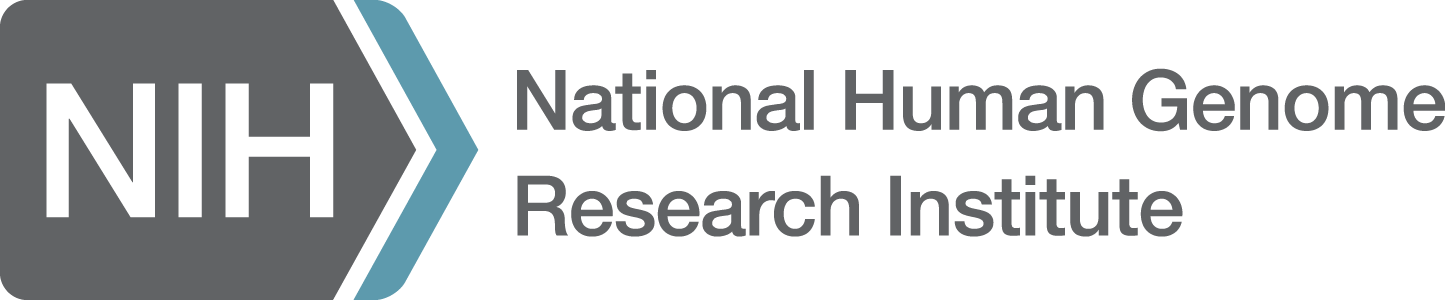 NIH
National Human Genome
Research Institute